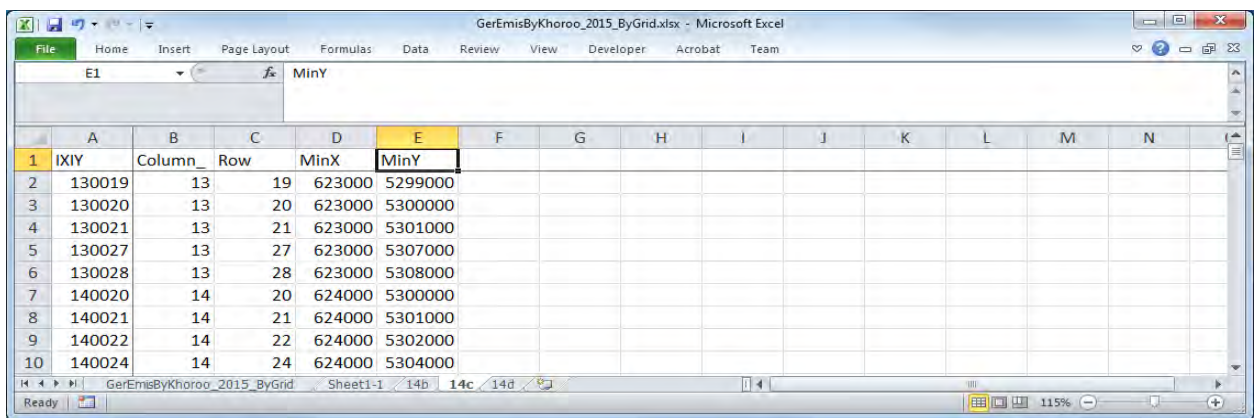 GerEmisByKhoroo_2015_ByGrid.xlsx - Microsoft Excel
File Home Insert Page Layout Formulas Data Review View Developer Acrobat Team
E1 fx MinY
A B C D E F G H I J K L M N
1 IXIY Column_ Row MinX MinY
2 130019 13 19 623000 5299000
3 130020 13 20 623000 5300000
4 130021 13 21 623000 5301000
5 130027 13 27 623000 5307000
6 130028 13 28 623000 5308000
7 140020 14 20 624000 5300000
8 140021 14 21 624000 5301000
9 140022 14 22 624000 5302000
10 140024 14 24 624000 5304000
GerEmisByKhoroo_2015_ByGrid Sheet1-1 14b 14c 14d
Ready 115%